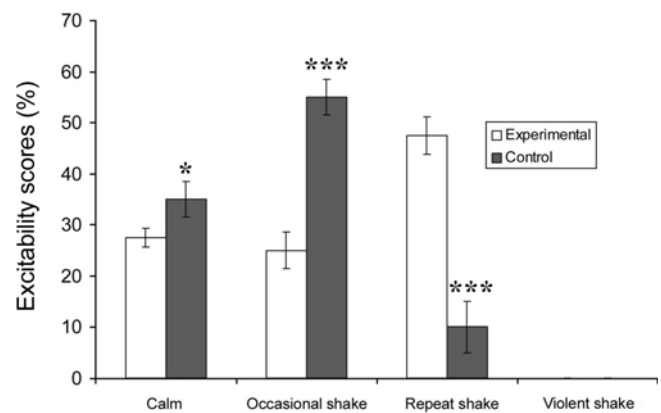 Excitability scores (%)
70
60
50
40
30
20
10
0
*
***
***
Experimental
Control
Calm
Occasional shake
Repeat shake
Violent shake